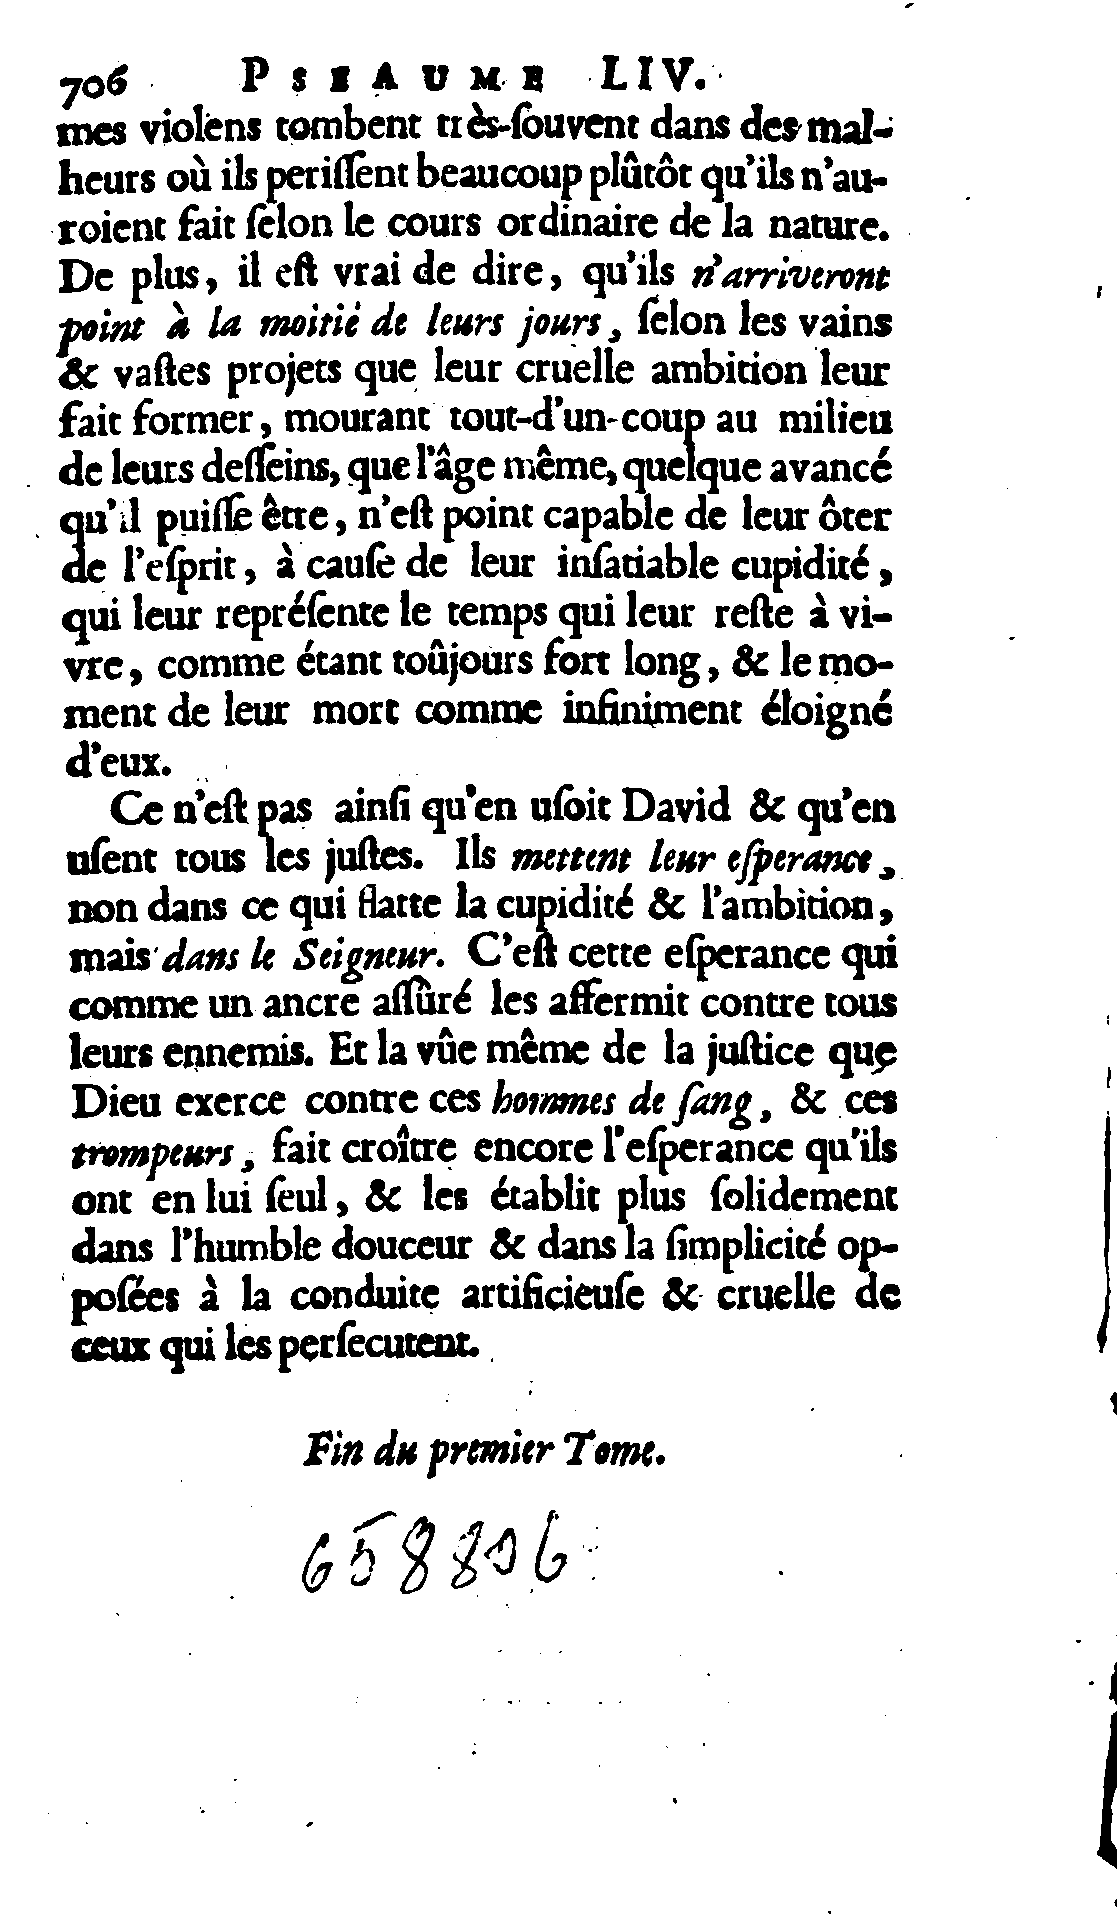 706 PSEAUME LIV.
mes violens tombent très-ſouvent dans des mal-
heurs où ils periſſent beaucoup plûtôt qu'ils n'au-
roient fait ſelon le cours ordinaire de la nature.
De plus, il eſt vrai de dire, qu'ils n'arriveront
point à la moitié de leurs jours, ſelon les vains
& vaſtes projets que leur cruelle ambition leur
fait former, mourant tout-d'un-coup au milieu
de leurs deſſeins, que l'âge même, quelque avancé
qu'il puiſſe être, n'eſt point capable de leur ôter
de l'eſprit, à cauſe de leur inſatiable cupidité,
qui leur repréſente le temps qui leur reſte à vi-
vre, comme étant toûjours fort long, & le mo-
ment de leur mort comme infiniment éloigné
d'eux.
Ce n'eſt pas ainſi qu'en uſoit David & qu'en
uſent tous les juſtes. Ils mettent leur eſperance,
non dans ce qui flatte la cupidité & l'ambition,
mais dans le Seigneur. C'eſt cette eſperance qui
comme un ancre aſſûré les affermit contre tous
leurs ennemis. Et la vûe même de la juſtice que
Dieu exerce contre ces hommes de ſang, & ces
trompeurs, fait croître encore l'eſperance qu'ils
ont en lui ſeul, & les établit plus ſolidement
dans l'humble douceur & dans la ſimplicité op-
poſées à la conduite artificieuſe & cruelle de
ceux qui les perſecutent.
Fin du premier Tome.
658806